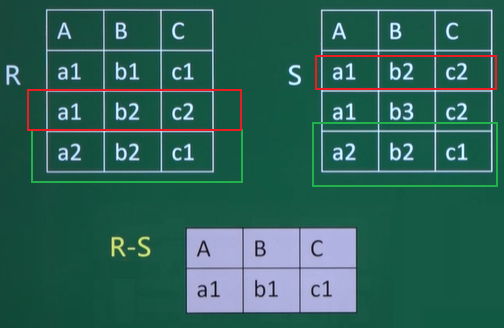 R
A B C
a1 b1 c1
a1 b2 c2
a2 b2 c1
S
A B C
a1 b2 c2
a1 b3 c2
a2 b2 c1
R-S
A B C
a1 b1 c1